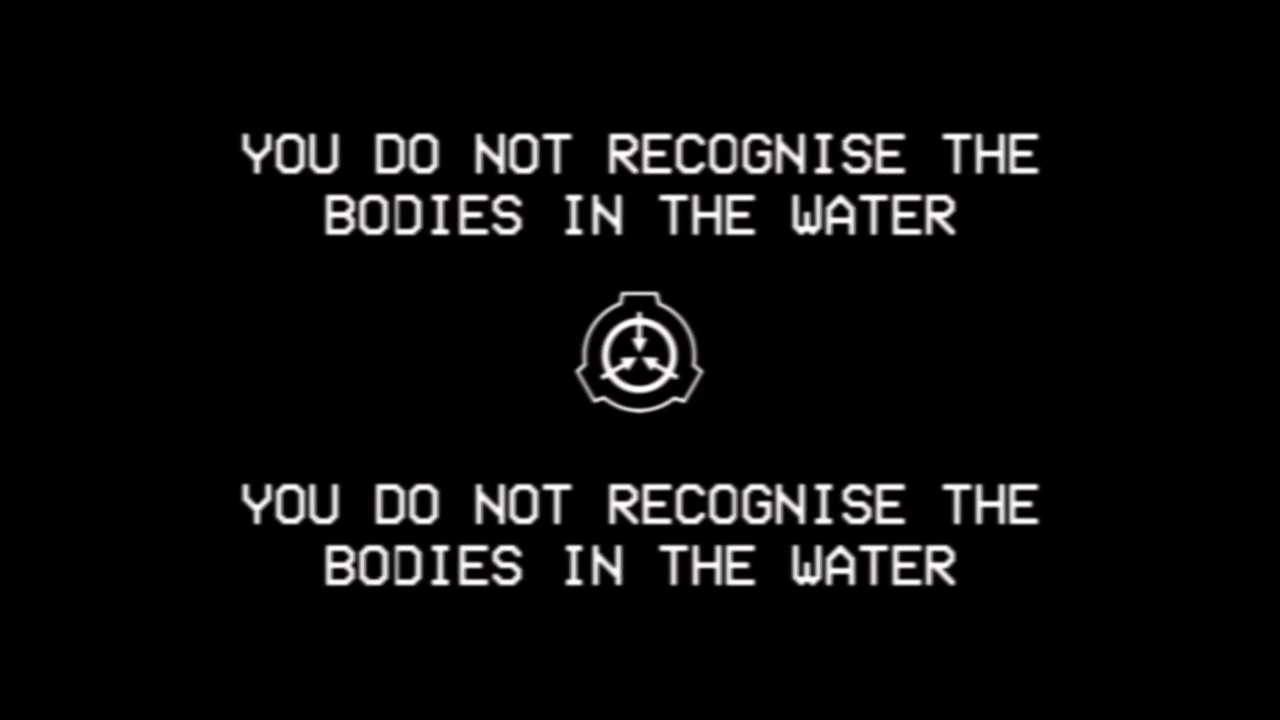 YOU DO NOT RECOGNISE THE
BODIES IN THE WATER
YOU DO NOT RECOGNISE THE
BODIES IN THE WATER